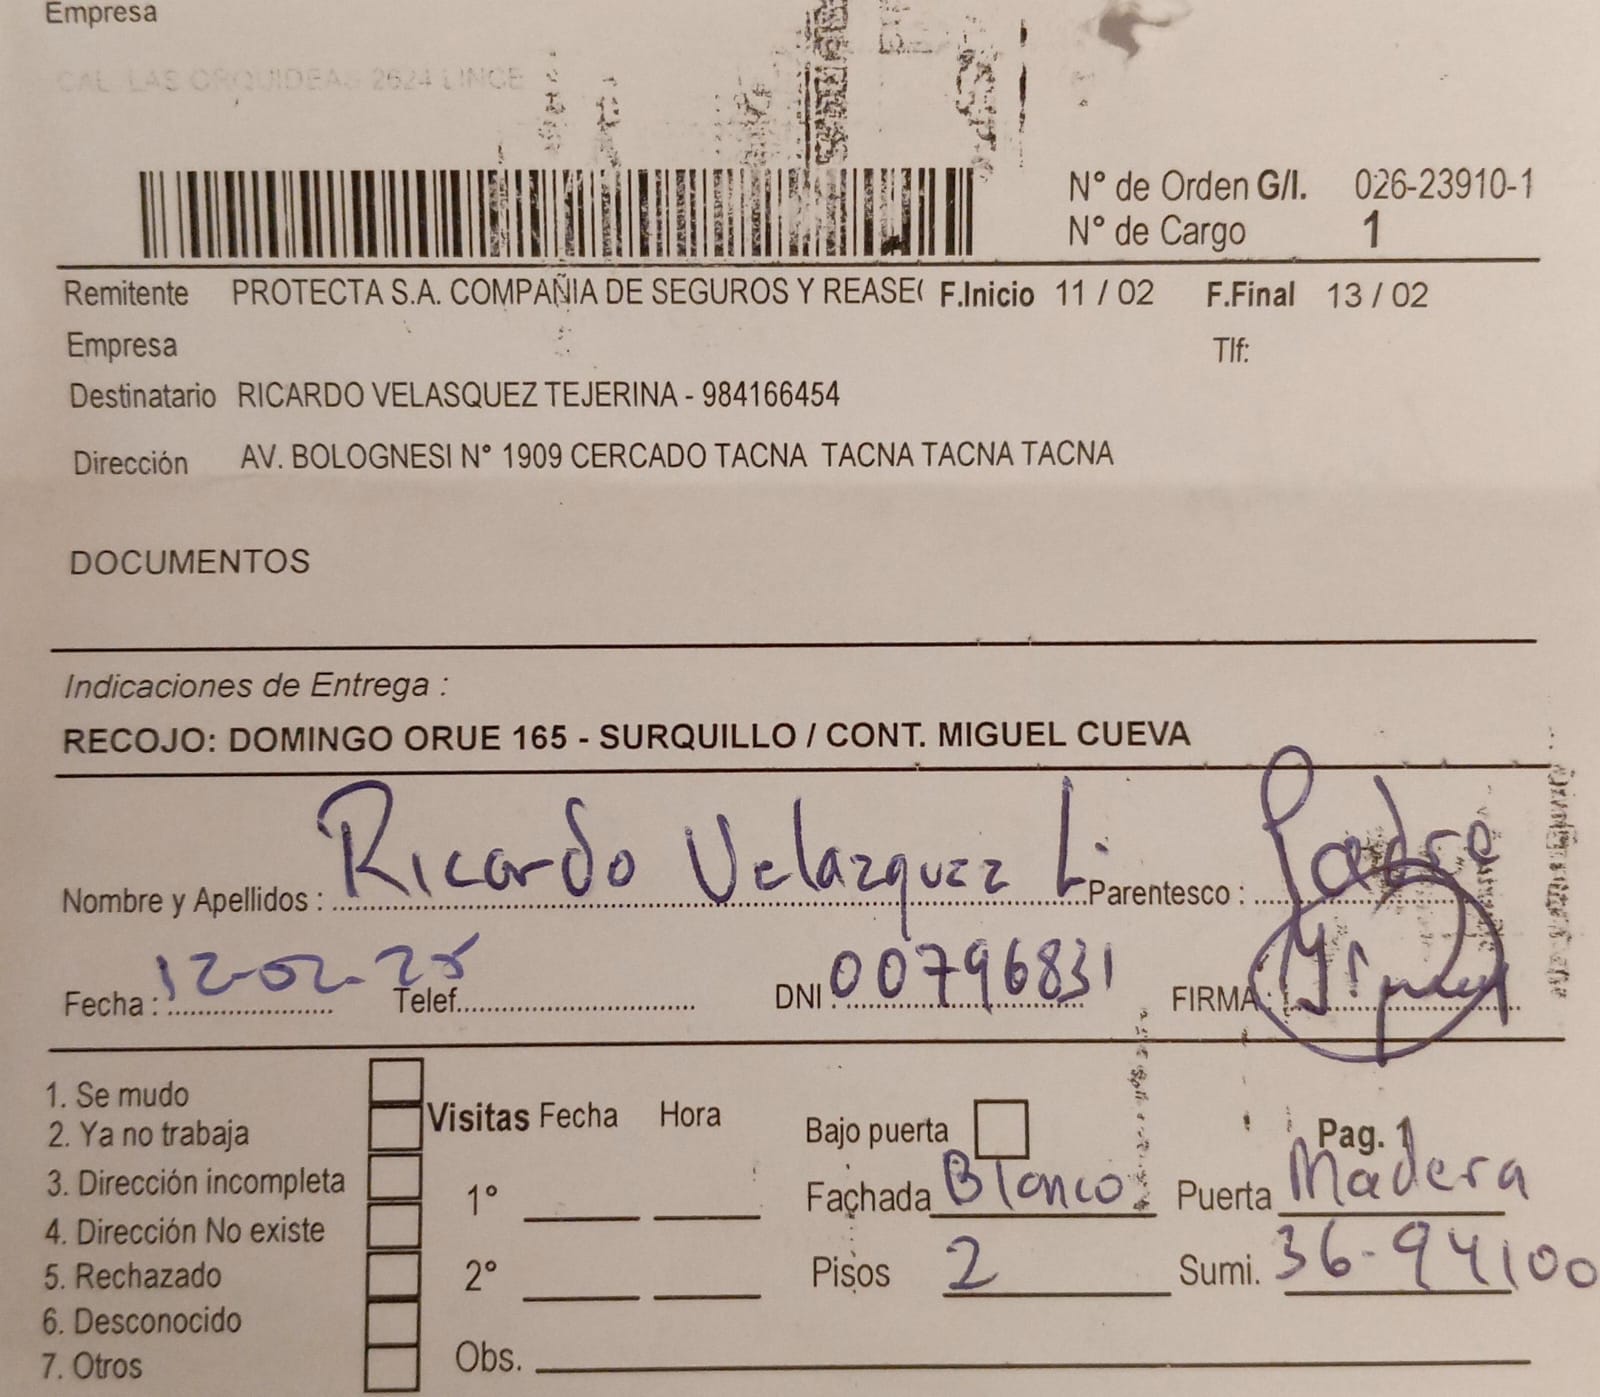 Empresa
CAL. LAS ORQUIDEAS 2624 LINCE
N° de Orden G/I. 026-23910-1
N° de Cargo 1
Remitente PROTECTA S.A. COMPAÑIA DE SEGUROS Y REASE( F.Inicio 11 / 02 F.Final 13 / 02
Empresa Tlf:
Destinatario RICARDO VELASQUEZ TEJERINA - 984166454
Dirección AV. BOLOGNESI N° 1909 CERCADO TACNA TACNA TACNA TACNA
DOCUMENTOS
Indicaciones de Entrega :
RECOJO: DOMINGO ORUE 165 - SURQUILLO / CONT. MIGUEL CUEVA
Nombre y Apellidos : Ricardo Velazquez L. Parentesco : Padre
Fecha : 12-02-25 Telef. DNI 00796831 FIRMA :
1. Se mudo
2. Ya no trabaja
3. Dirección incompleta
4. Dirección No existe
5. Rechazado
6. Desconocido
7. Otros
Visitas Fecha Hora
1°
2°
Obs.
Bajo puerta Pag. 1
Fachada Blanco Puerta Madera
Pisos 2 Sumi. 36-94100